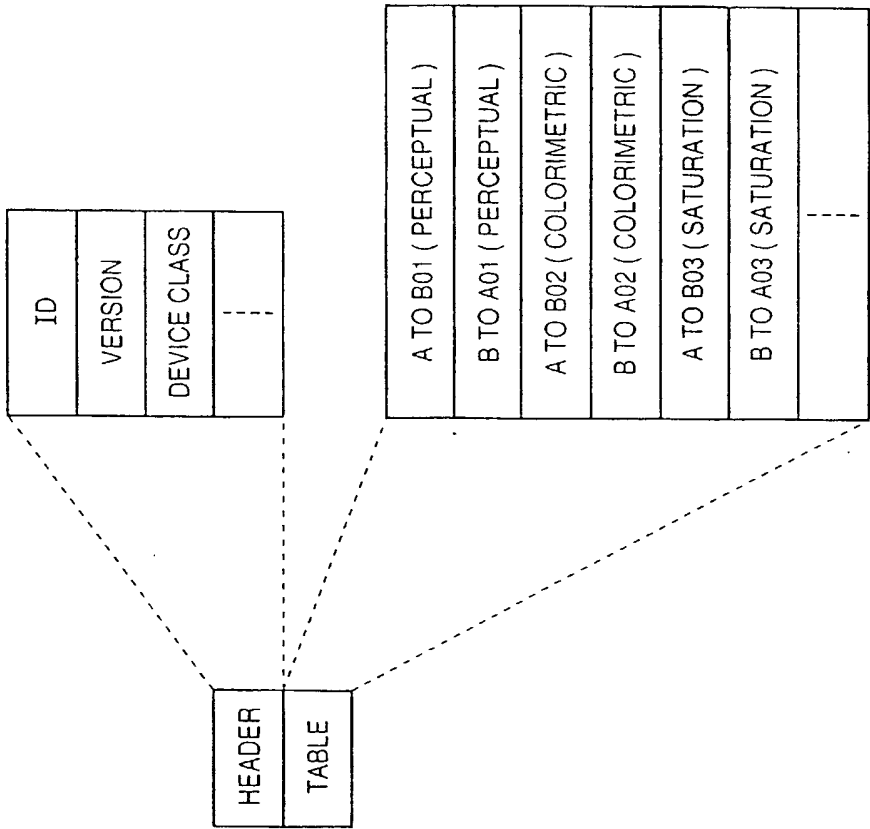 HEADER
TABLE
ID
VERSION
DEVICE CLASS
A TO B01 ( PERCEPTUAL )
B TO A01 ( PERCEPTUAL )
A TO B02 ( COLORIMETRIC )
B TO A02 ( COLORIMETRIC )
A TO B03 ( SATURATION )
B TO A03 ( SATURATION )